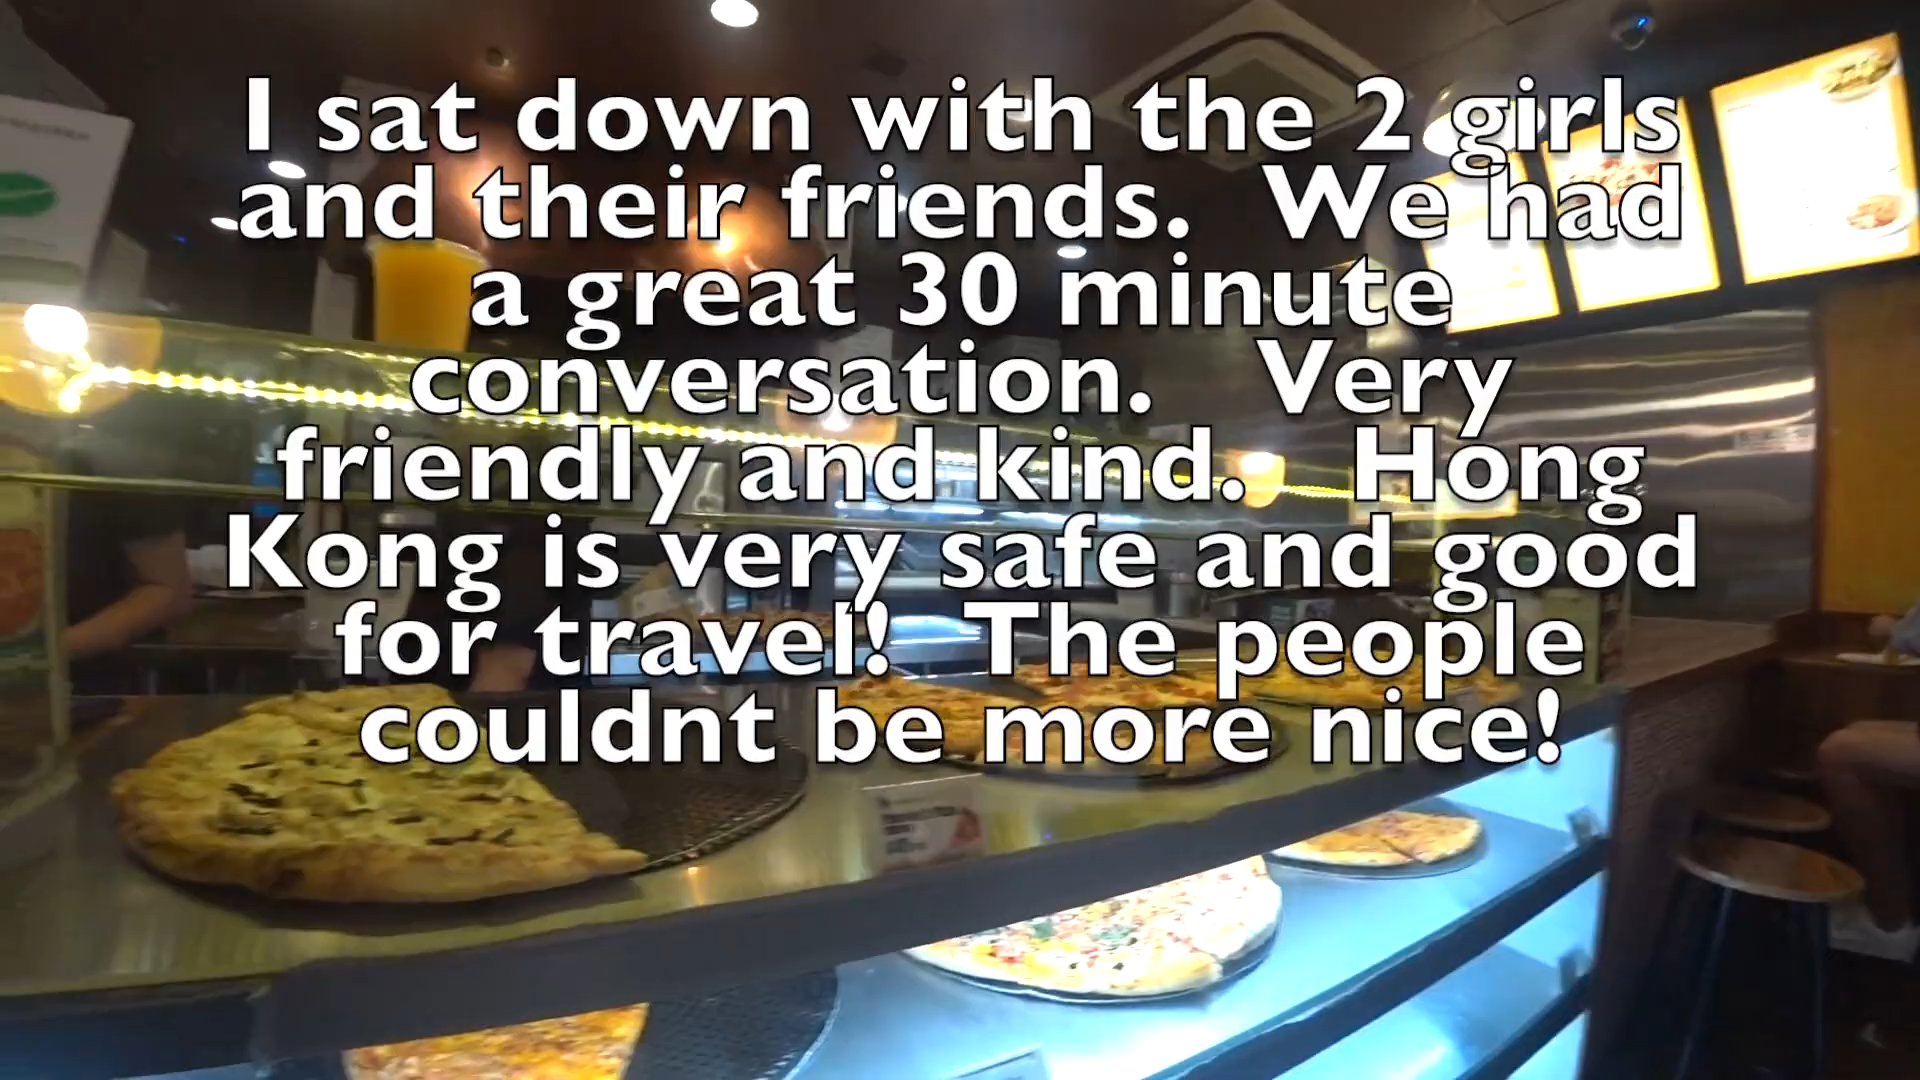 I sat down with the 2 girls
and their friends. We had
a great 30 minute
conversation. Very
friendly and kind. Hong
Kong is very safe and good
for travel! The people
couldnt be more nice!